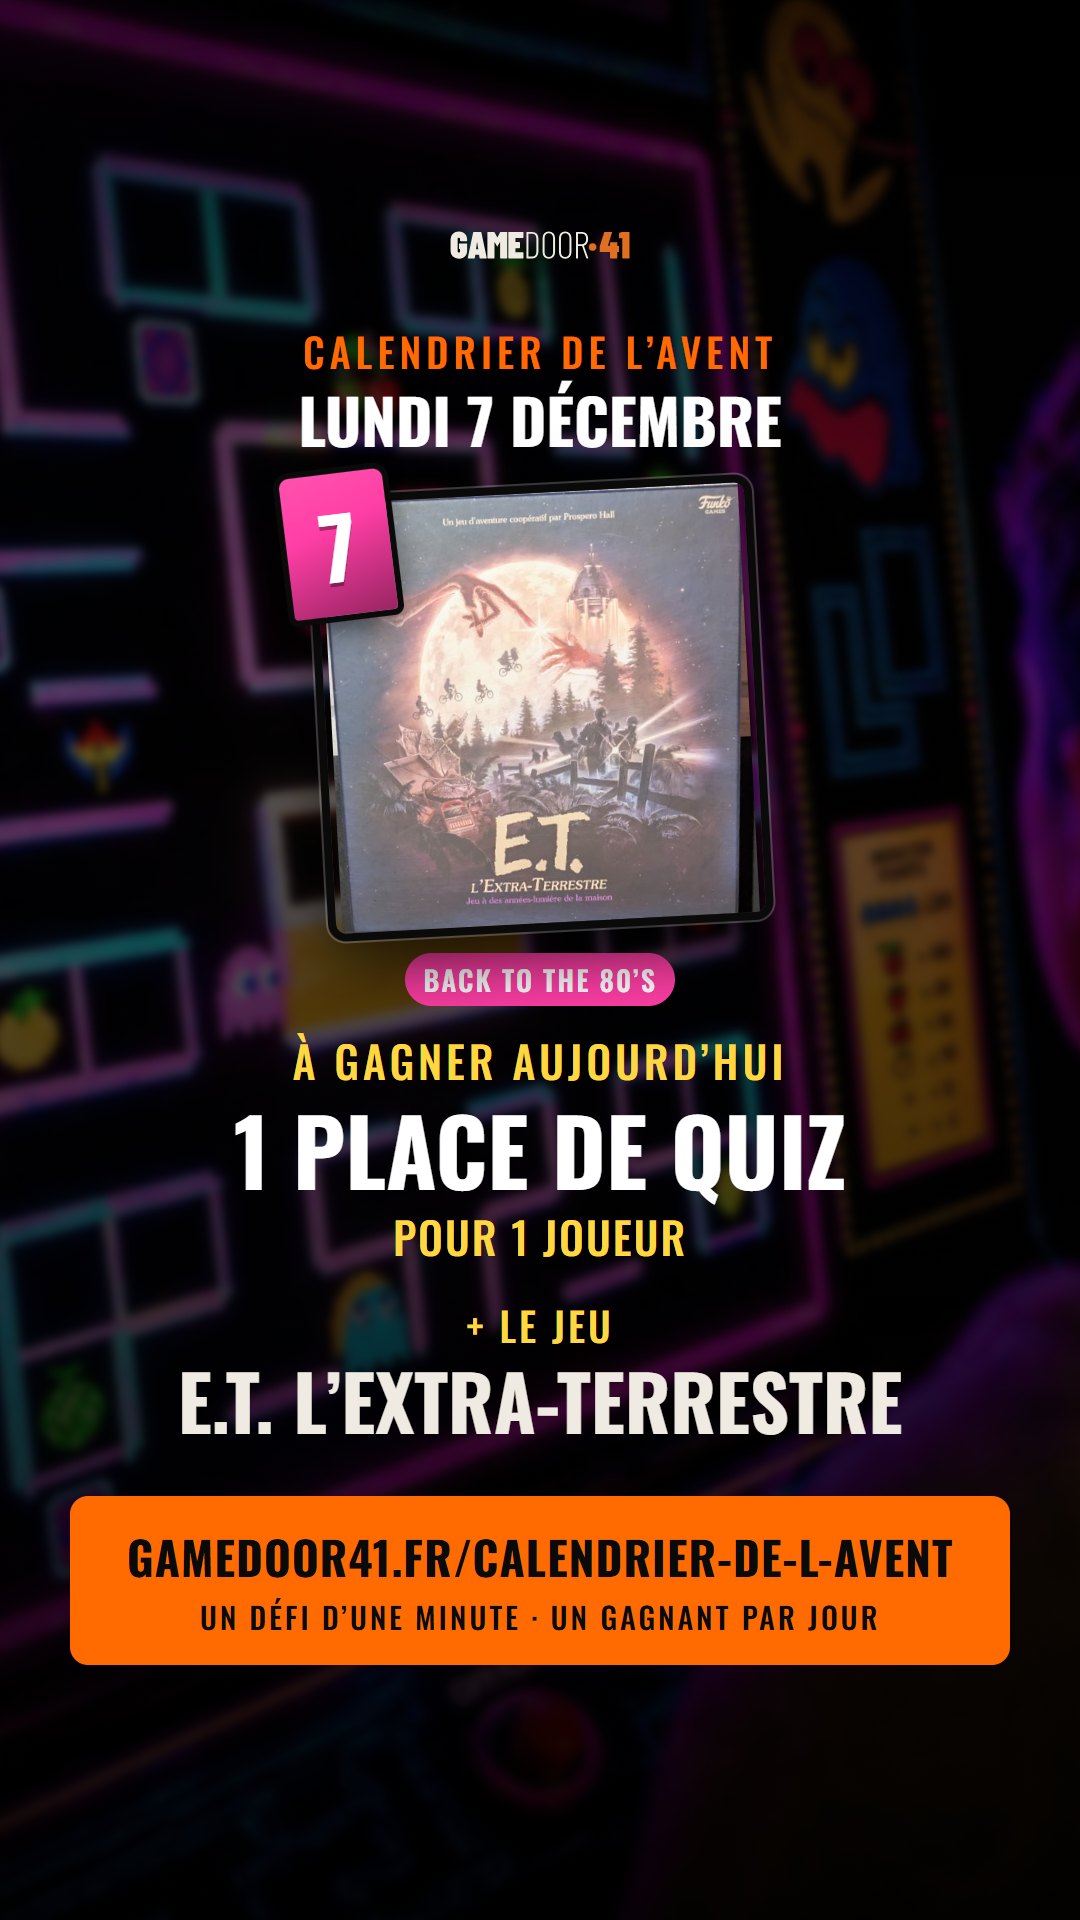 GAMEDOOR·41
CALENDRIER DE L’AVENT
LUNDI 7 DÉCEMBRE
7
Funko
GAMES
Un jeu d'aventure coopératif par Prospero Hall
E.T.
L'EXTRA-TERRESTRE
Jeu à des années-lumière de la maison
BACK TO THE 80’S
À GAGNER AUJOURD’HUI
1 PLACE DE QUIZ
POUR 1 JOUEUR
+ LE JEU
E.T. L’EXTRA-TERRESTRE
GAMEDOOR41.FR/CALENDRIER-DE-L-AVENT
UN DÉFI D’UNE MINUTE · UN GAGNANT PAR JOUR